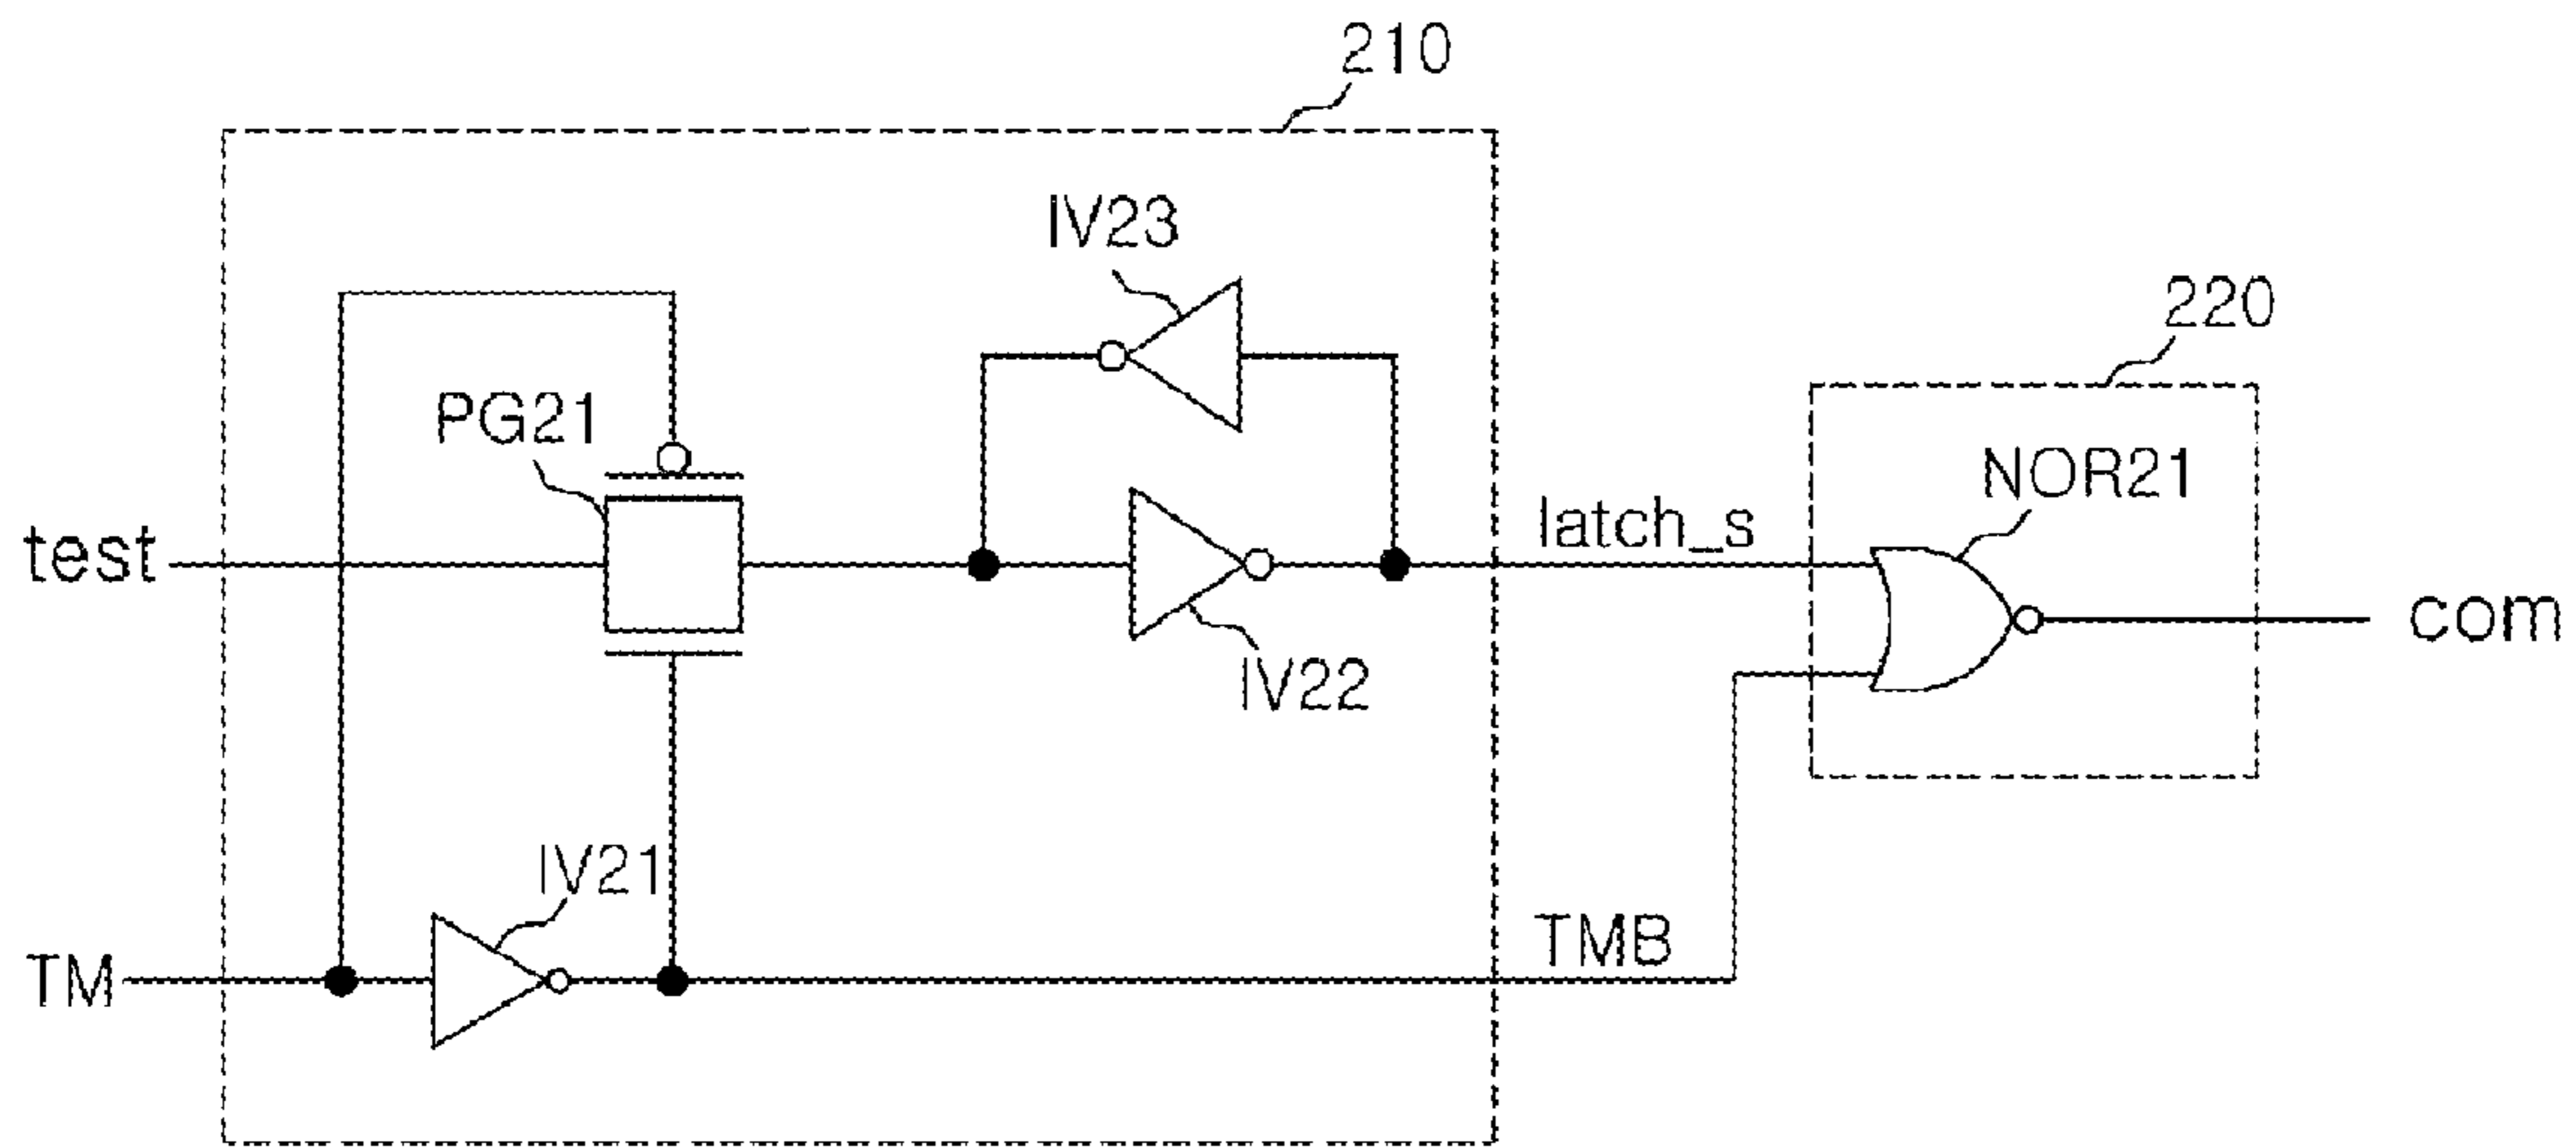 210
IV23
220
PG21
NOR21
test
latch_s
com
IV22
IV21
TM
TMB